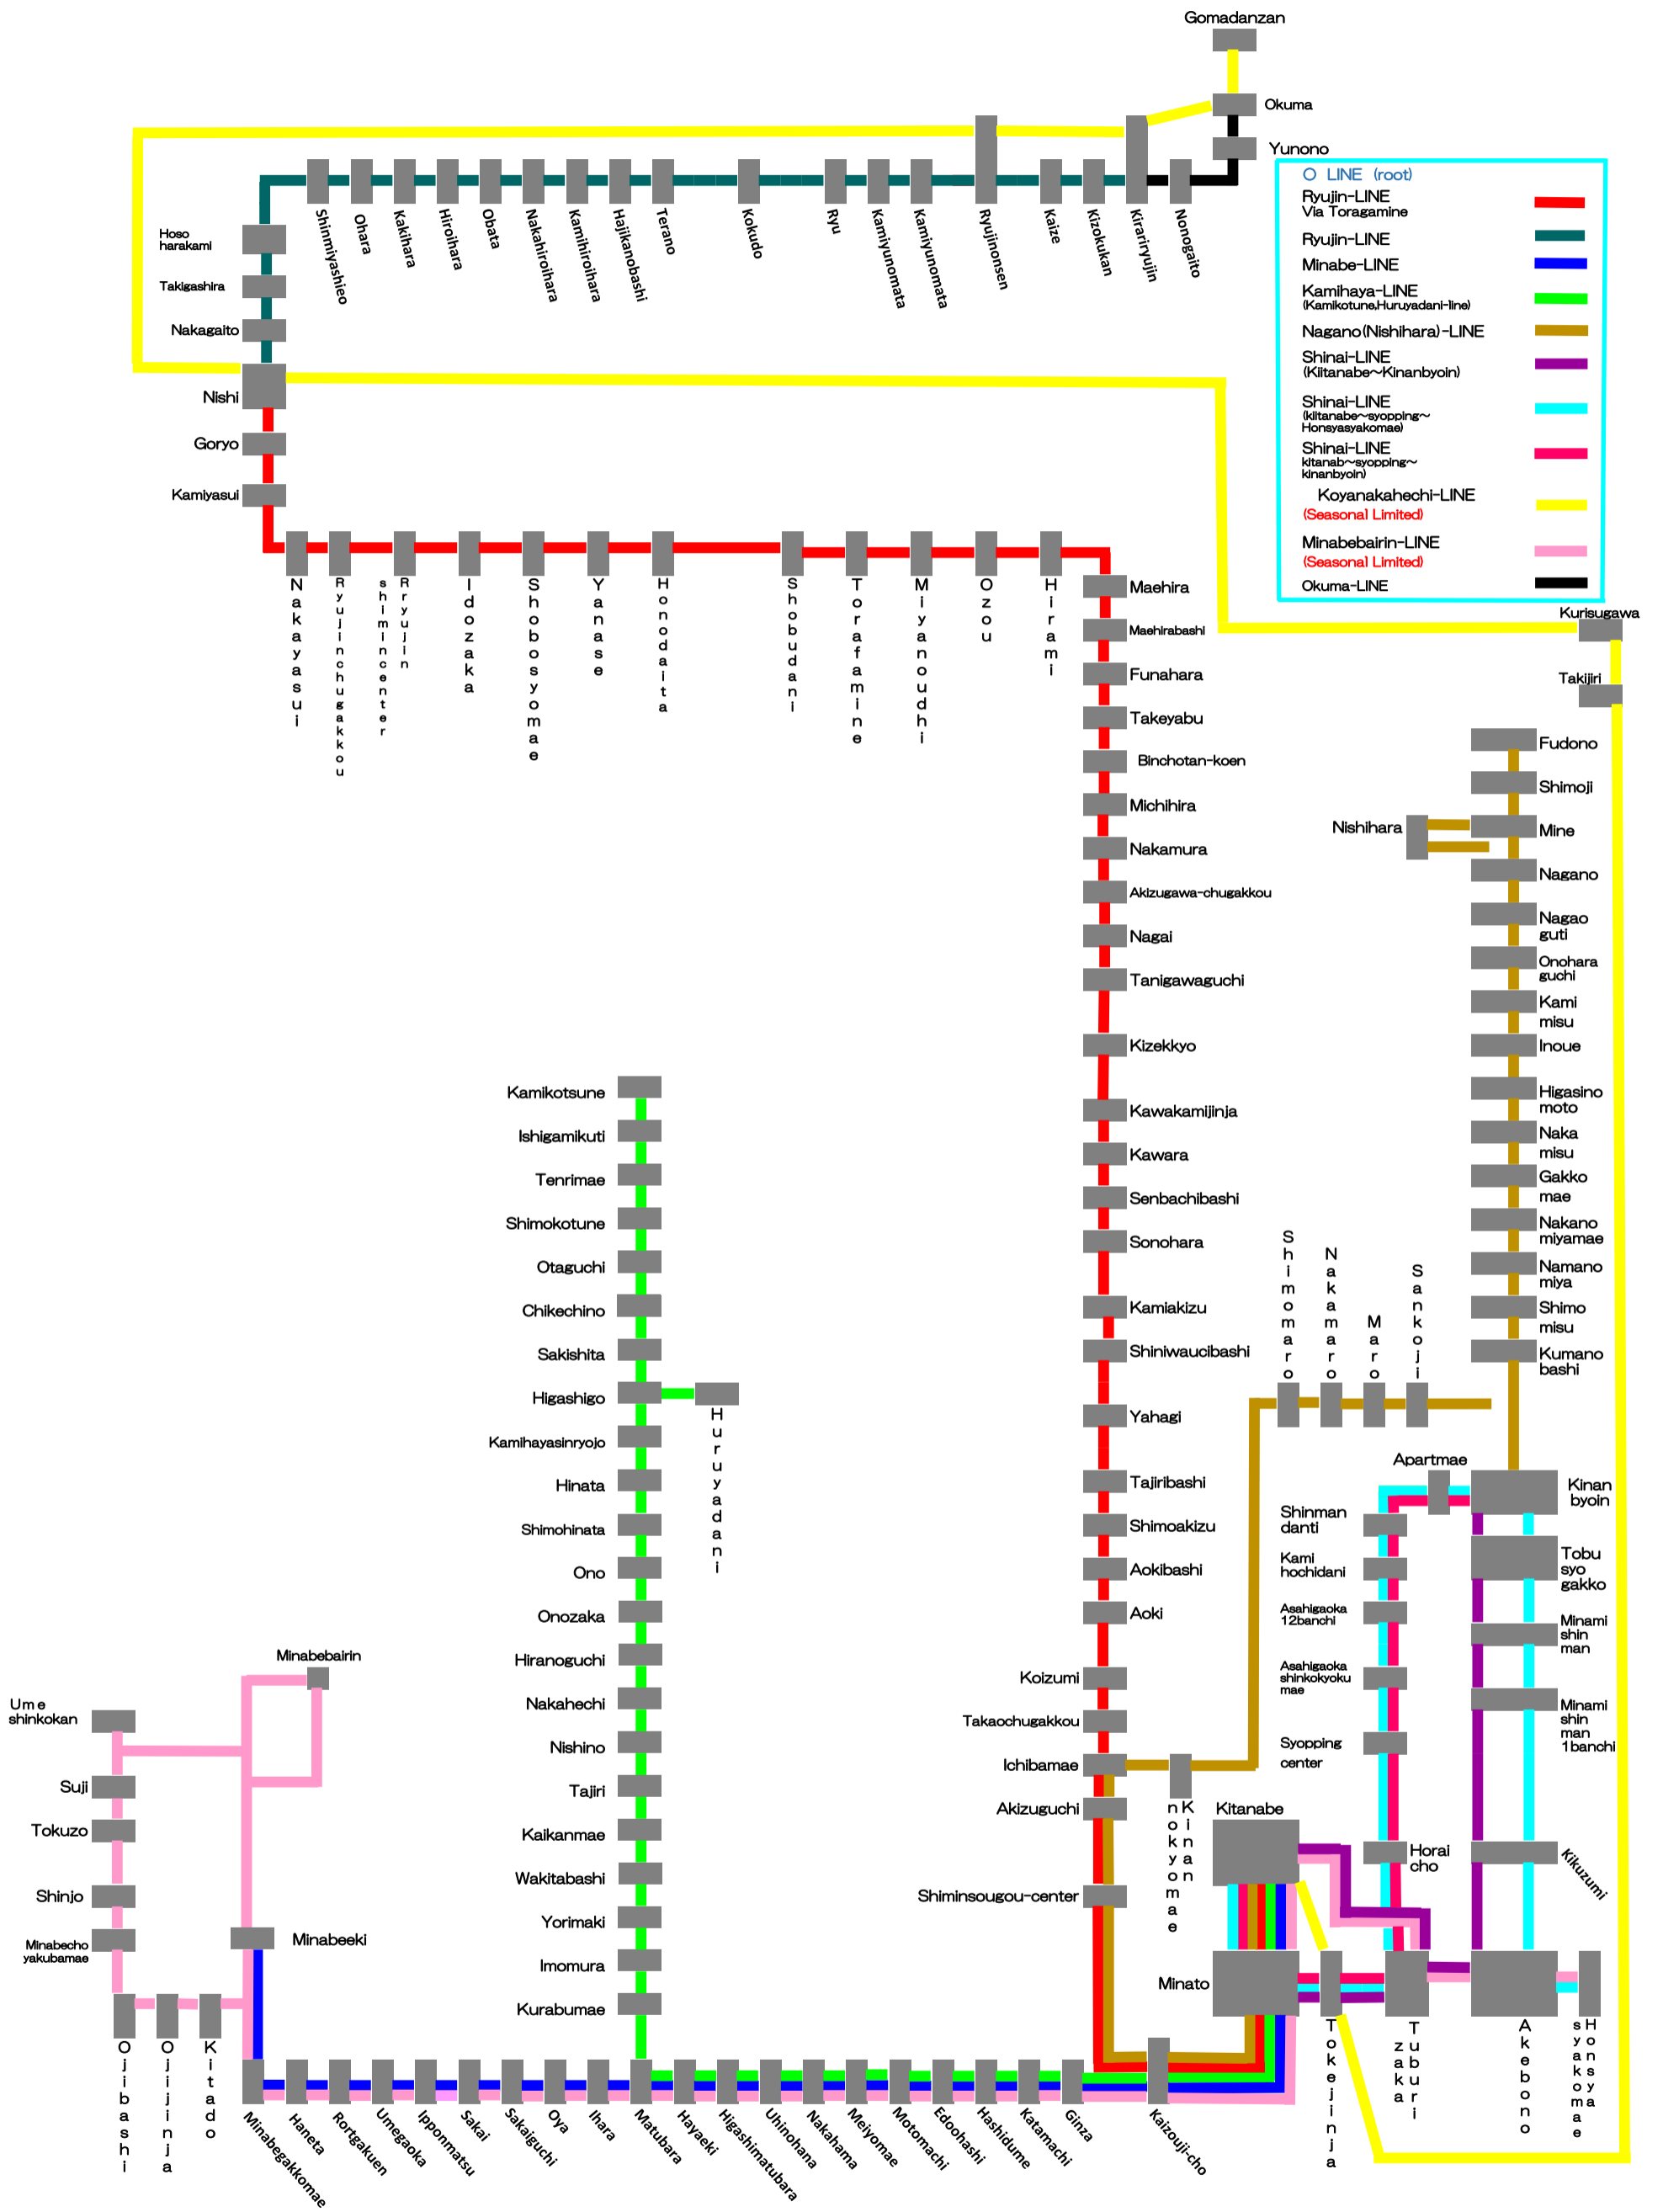 Gomadanzan
Okuma
Yunono
O LINE (root)
Ryujin-LINE
Via Toragamine
Ryujin-LINE
Minabe-LINE
Kamihaya-LINE
(Kamikotune,Huruyadani-line)
Nagano(Nishihara)-LINE
Shinai-LINE
(Kiitanabe～Kinanbyoin)
Shinai-LINE
(kiitanabe～syopping～
Honsyasyakomae)
Shinai-LINE
kitanab～syopping～
kinanbyoin)
Koyanakahechi-LINE
(Seasonal Limited)
Minabebairin-LINE
(Seasonal Limited)
Okuma-LINE
Hoso
harakami
Takigashira
Nakagaito
Nishi
Goryo
Kamiyasui
Shinmiyashieo
Ohara
Kakihara
Hiroihara
Obata
Nakahiroihara
Kamihiroihara
Hajikanobashi
Terano
Kokudo
Ryu
Kamiyunomata
Kamiyunomata
Ryujinonsen
Kaize
Kizokukan
Kirariryujin
Nonogaito
Nakayasui
Ryujinchugakkou
Rryujin
shimincenter
Idozaka
Shobosyomae
Yanase
Honodaita
Shobudani
Torafamine
Miyanoudhi
Ozou
Hirami
Maehira
Maehirabashi
Funahara
Takeyabu
Binchotan-koen
Michihira
Nakamura
Akizugawa-chugakkou
Nagai
Tanigawaguchi
Kizekkyo
Kawakamijinja
Kawara
Senbachibashi
Sonohara
Kamiakizu
Shiniwaucibashi
Yahagi
Tajiribashi
Shimoakizu
Aokibashi
Aoki
Koizumi
Takaochugakkou
Ichibamae
Akizuguchi
Shiminsougou-center
Kurisugawa
Takijiri
Fudono
Shimoji
Nishihara
Mine
Nagano
Nagao
guti
Onohara
guchi
Kami
misu
Inoue
Higasino
moto
Naka
misu
Gakko
mae
Nakano
miyamae
Namano
miya
Shimo
misu
Kumano
bashi
Shimomaro
Nakamaro
Maro
Sankoji
Kinan
nokyomae
Kamikotsune
Ishigamikuti
Tenrimae
Shimokotune
Otaguchi
Chikechino
Sakishita
Higashigo
Huruyadani
Kamihayasinryojo
Hinata
Shimohinata
Ono
Onozaka
Hiranoguchi
Nakahechi
Nishino
Tajiri
Kaikanmae
Wakitabashi
Yorimaki
Imomura
Kurabumae
Apartmae
Kinan
byoin
Shinman
danti
Kami
hochidani
Asahigaoka
12banchi
Asahigaoka
shinkokyoku
mae
Syopping
center
Horai
cho
Tobu
syo
gakko
Minami
shin
man
Minami
shin
man
1banchi
Kikuzumi
Kitanabe
Minato
Tokejinja
Tuburi
zaka
Akebono
Honsya
syakomae
Minabebairin
Ume
shinkokan
Suji
Tokuzo
Shinjo
Minabecho
yakubamae
Minabeeki
Ojibashi
Ojijinja
Kitado
Minabegakkomae
Haneta
Rortgakuen
Umegaoka
Ipponmatsu
Sakai
Sakaiguchi
Oya
Ihara
Matubara
Hayaeki
Higashimatubara
Uhinohana
Nakahama
Meiyomae
Motomachi
Edoohashi
Hashidume
Katamachi
Ginza
Kaizouji-cho